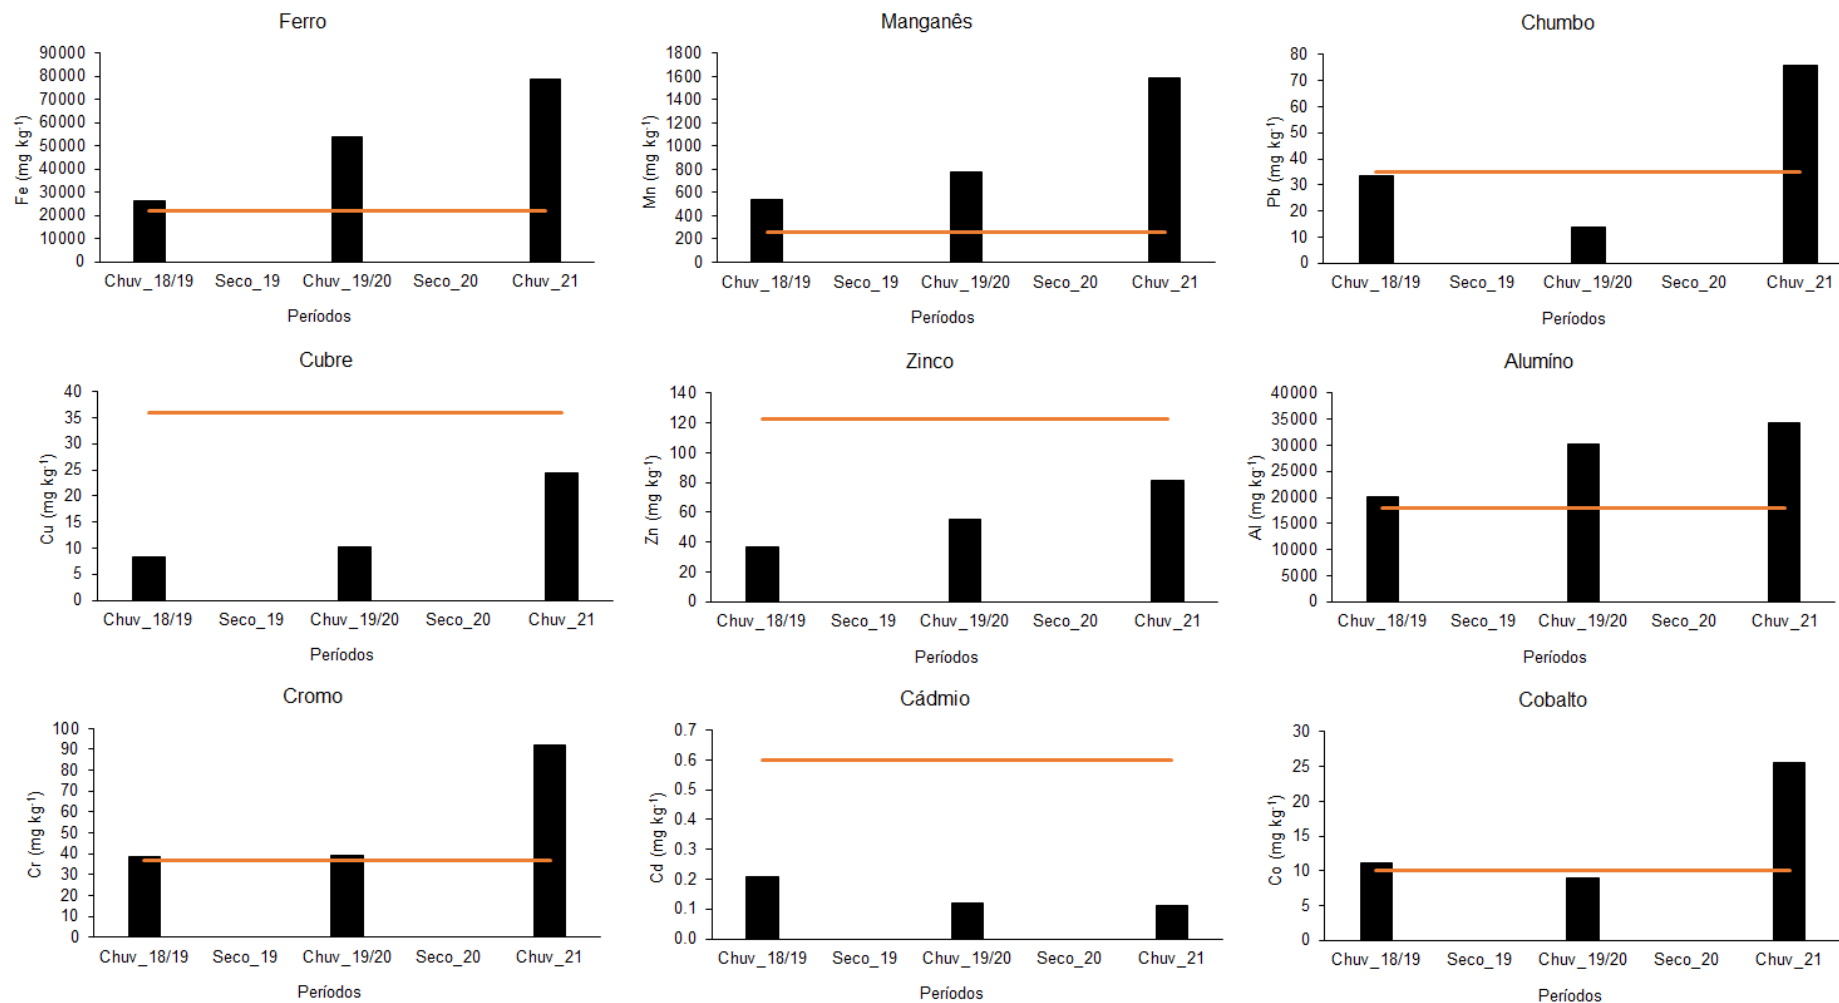 Ferro
90000
80000
70000
60000
50000
40000
30000
20000
10000
0
Fe (mg kg⁻¹)
Chuv_18/19 Seco_19 Chuv_19/20 Seco_20 Chuv_21
Períodos
Manganês
1800
1600
1400
1200
1000
800
600
400
200
0
Mn (mg kg⁻¹)
Chuv_18/19 Seco_19 Chuv_19/20 Seco_20 Chuv_21
Períodos
Chumbo
80
70
60
50
40
30
20
10
0
Pb (mg kg⁻¹)
Chuv_18/19 Seco_19 Chuv_19/20 Seco_20 Chuv_21
Períodos
Cubre
40
35
30
25
20
15
10
5
0
Cu (mg kg⁻¹)
Chuv_18/19 Seco_19 Chuv_19/20 Seco_20 Chuv_21
Períodos
Zinco
140
120
100
80
60
40
20
0
Zn (mg kg⁻¹)
Chuv_18/19 Seco_19 Chuv_19/20 Seco_20 Chuv_21
Períodos
Alumíno
40000
35000
30000
25000
20000
15000
10000
5000
0
Al (mg kg⁻¹)
Chuv_18/19 Seco_19 Chuv_19/20 Seco_20 Chuv_21
Períodos
Cromo
100
90
80
70
60
50
40
30
20
10
0
Cr (mg kg⁻¹)
Chuv_18/19 Seco_19 Chuv_19/20 Seco_20 Chuv_21
Períodos
Cádmio
0.7
0.6
0.5
0.4
0.3
0.2
0.1
0.0
Cd (mg kg⁻¹)
Chuv_18/19 Seco_19 Chuv_19/20 Seco_20 Chuv_21
Períodos
Cobalto
30
25
20
15
10
5
0
Co (mg kg⁻¹)
Chuv_18/19 Seco_19 Chuv_19/20 Seco_20 Chuv_21
Períodos